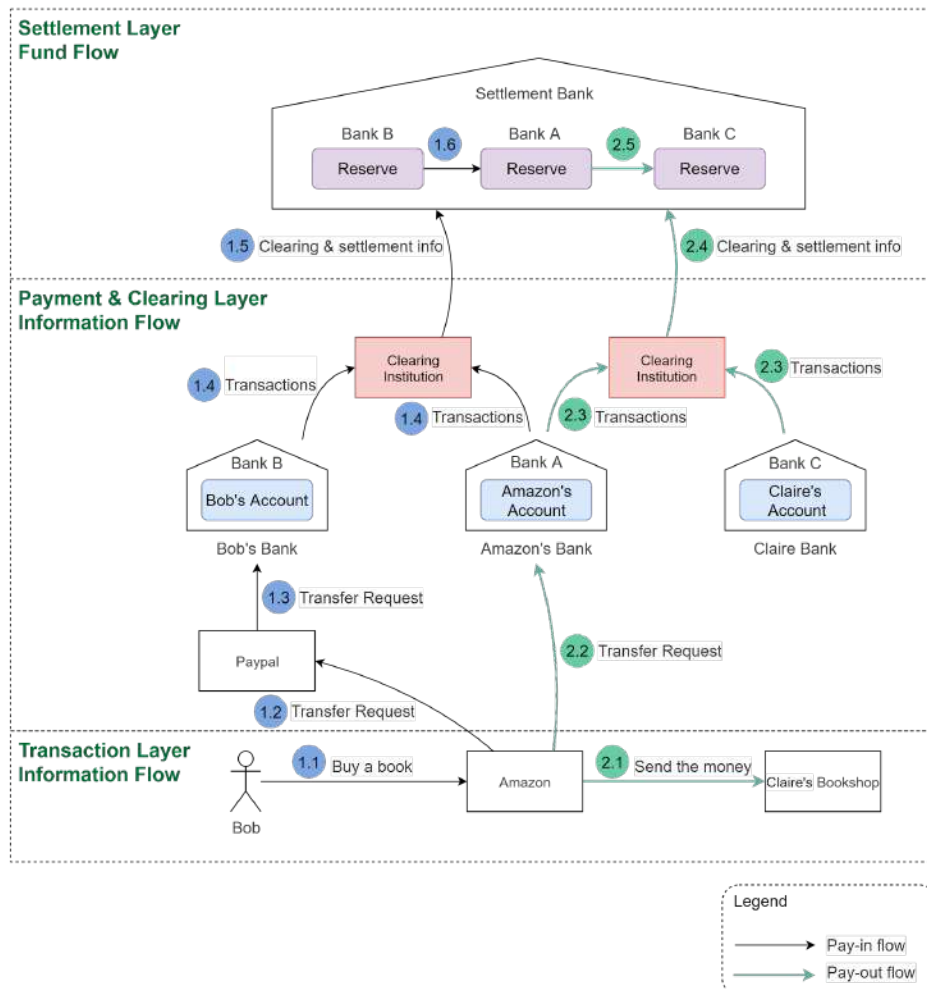 Settlement Layer
Fund Flow
Settlement Bank
Bank B
Bank A
Bank C
1.6
2.5
Reserve
Reserve
Reserve
1.5 Clearing & settlement info
2.4 Clearing & settlement info
Payment & Clearing Layer
Information Flow
Clearing
Institution
Clearing
Institution
1.4 Transactions
1.4 Transactions
2.3 Transactions
2.3 Transactions
Bank B
Bank A
Bank C
Bob's Account
Amazon's
Account
Claire's
Account
Bob's Bank
Amazon's Bank
Claire Bank
1.3 Transfer Request
Paypal
2.2 Transfer Request
1.2 Transfer Request
Transaction Layer
Information Flow
1.1 Buy a book
Amazon
2.1 Send the money
Claire's Bookshop
Bob
Legend
Pay-in flow
Pay-out flow